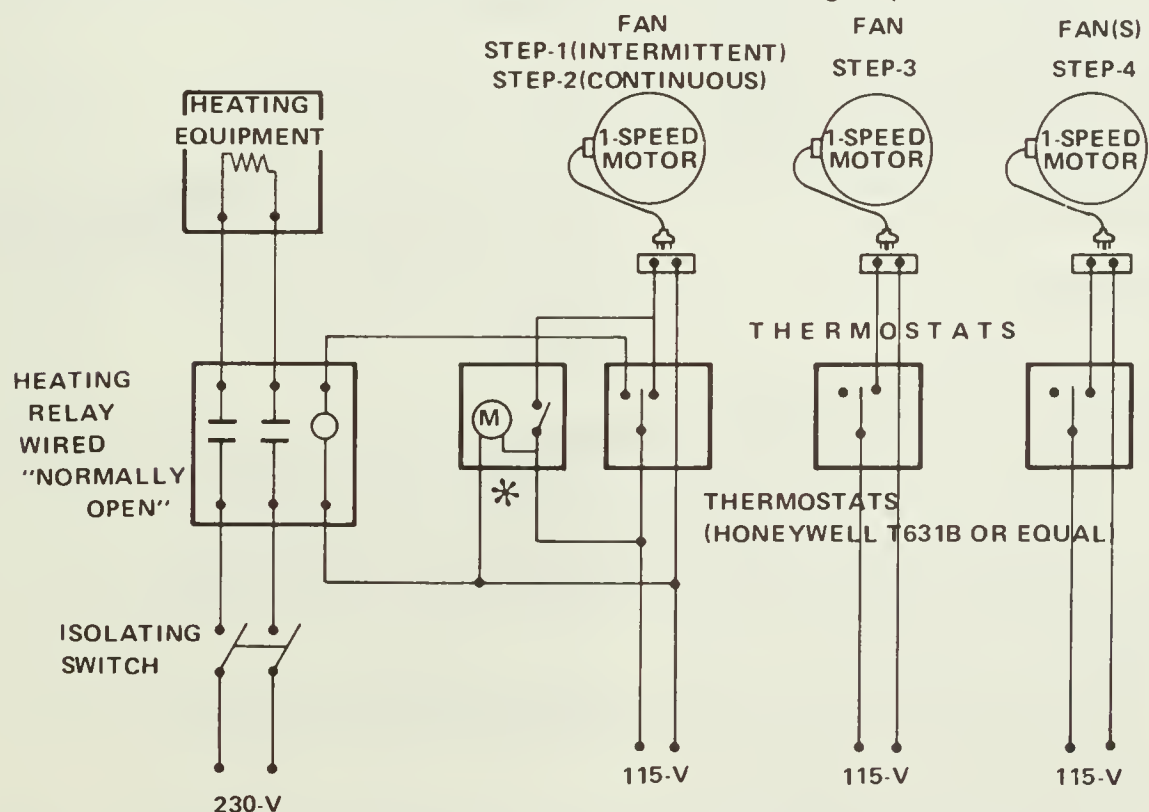 FAN
STEP-1(INTERMITTENT)
STEP-2(CONTINUOUS)
FAN
STEP-3
FAN(S)
STEP-4
HEATING
EQUIPMENT
1-SPEED
MOTOR
1-SPEED
MOTOR
1-SPEED
MOTOR
THERMOSTATS
HEATING
RELAY
WIRED
"NORMALLY
OPEN"
M
*
THERMOSTATS
(HONEYWELL T631B OR EQUAL)
ISOLATING
SWITCH
230-V
115-V
115-V
115-V